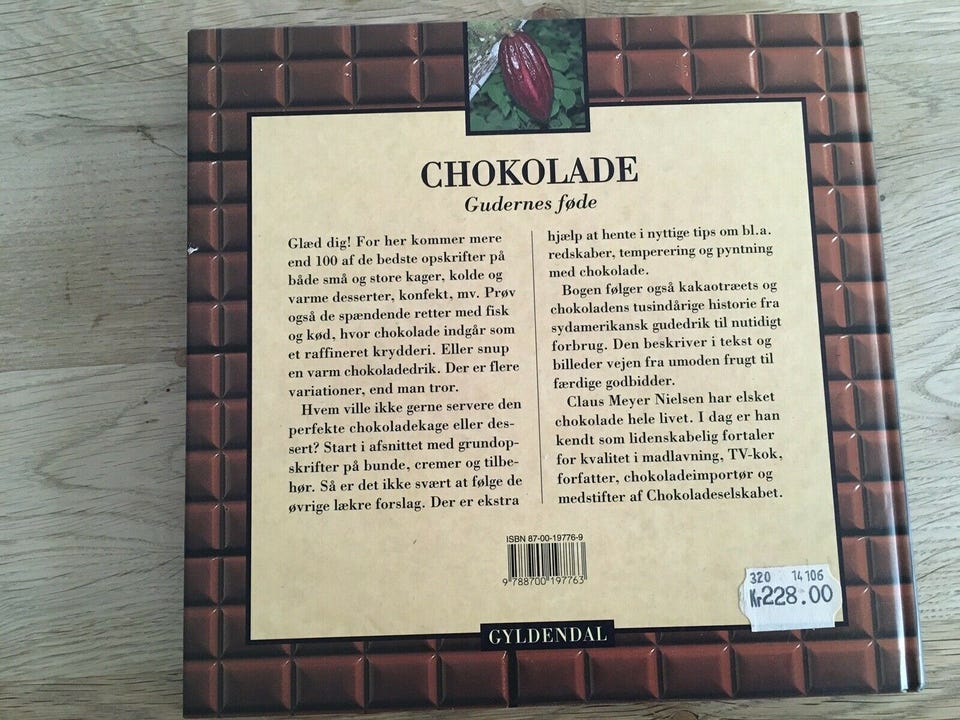 CHOKOLADE
Gudernes føde
Glæd dig! For her kommer mere
end 100 af de bedste opskrifter på
både små og store kager, kolde og
varme desserter, konfekt, mv. Prøv
også de spændende retter med fisk
og kød, hvor chokolade indgår som
et raffineret krydderi. Eller snup
en varm chokoladedrik. Der er flere
variationer, end man tror.
Hvem ville ikke gerne servere den
perfekte chokoladekage eller des-
sert? Start i afsnittet med grundop-
skrifter på bunde, cremer og tilbe-
hør. Så er det ikke svært at følge de
øvrige lækre forslag. Der er ekstra
hjælp at hente i nyttige tips om bl.a.
redskaber, temperering og pyntning
med chokolade.
Bogen følger også kakaotræets og
chokoladens tusindårige historie fra
sydamerikansk gudedrik til nutidigt
forbrug. Den beskriver i tekst og
billeder vejen fra umoden frugt til
færdige godbidder.
Claus Meyer Nielsen har elsket
chokolade hele livet. I dag er han
kendt som lidenskabelig fortaler
for kvalitet i madlavning, TV-kok,
forfatter, chokoladeimportør og
medstifter af Chokoladeselskabet.
ISBN 87-00-19776-9
9 788700 197763
320 14106
Kr228.00
GYLDENDAL